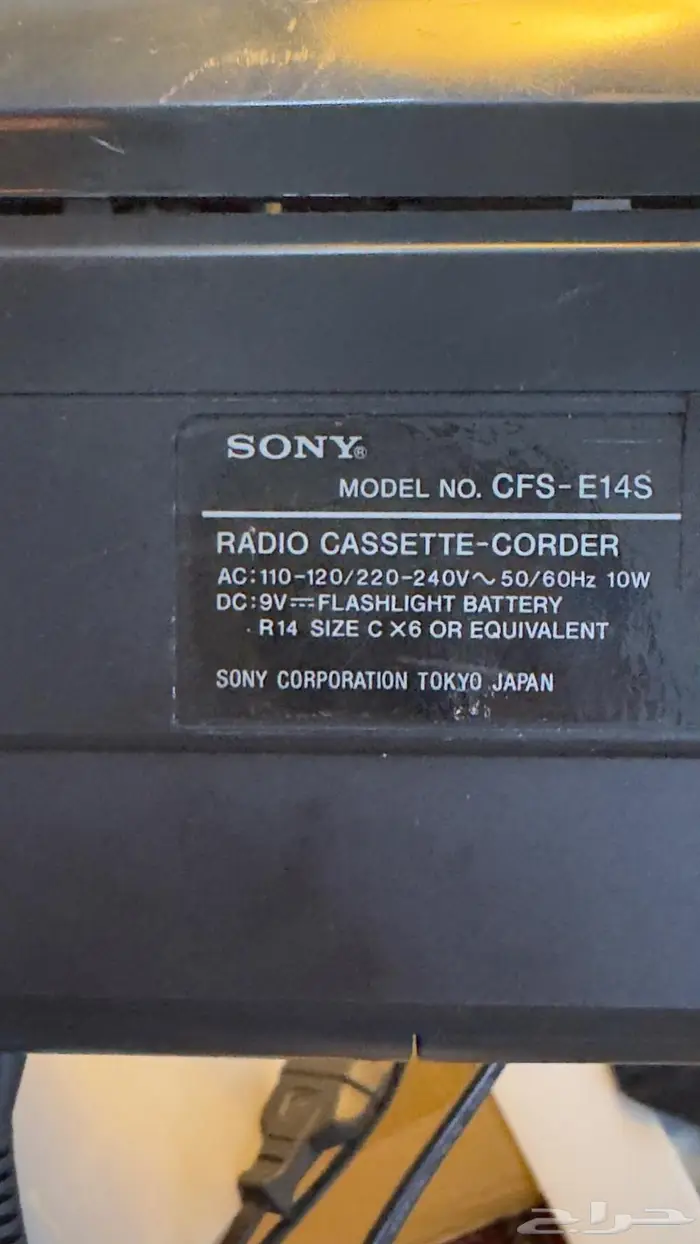 SONY®
MODEL NO. CFS-E14S
RADIO CASSETTE-CORDER
AC:110-120/220-240V～50/60Hz 10W
DC:9V⎓FLASHLIGHT BATTERY
R14 SIZE C X6 OR EQUIVALENT
SONY CORPORATION TOKYO JAPAN
حراج